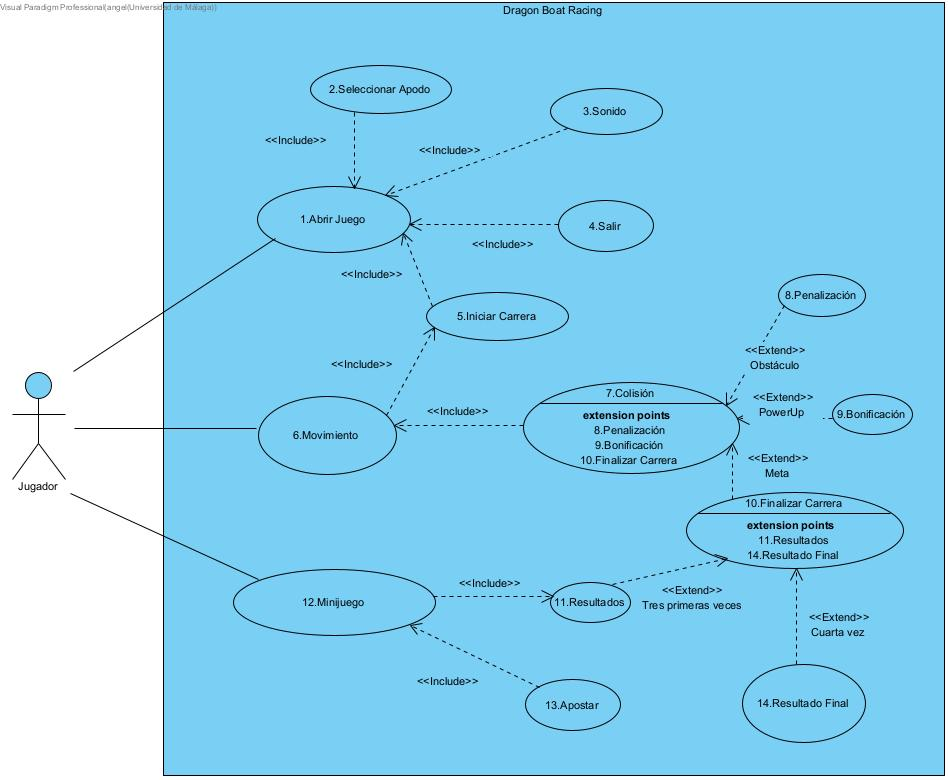 Visual Paradigm Professional(angel(Universidad de Málaga))
Dragon Boat Racing
2.Seleccionar Apodo
3.Sonido
<<Include>>
<<Include>>
1.Abrir Juego
4.Salir
<<Include>>
<<Include>>
5.Iniciar Carrera
8.Penalización
<<Extend>>
Obstáculo
<<Include>>
7.Colisión
extension points
8.Penalización
9.Bonificación
10.Finalizar Carrera
<<Extend>>
PowerUp
9.Bonificación
<<Include>>
6.Movimiento
<<Extend>>
Meta
Jugador
10.Finalizar Carrera
extension points
11.Resultados
14.Resultado Final
<<Include>>
12.Minijuego
11.Resultados
<<Extend>>
Tres primeras veces
<<Extend>>
Cuarta vez
<<Include>>
13.Apostar
14.Resultado Final